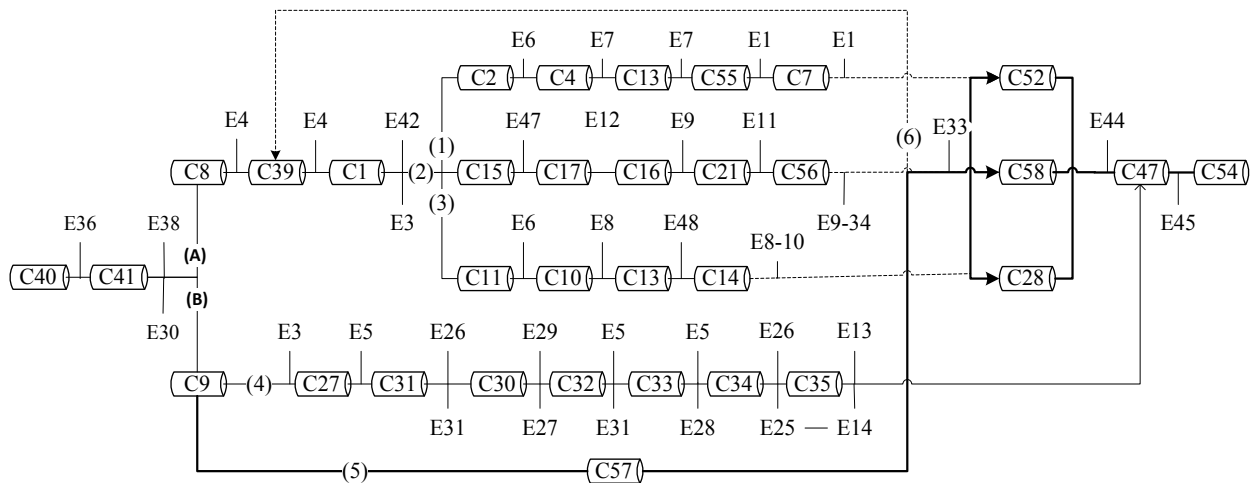 E6 E7 E7 E1 E1
C2 C4 C13 C55 C7 C52
E4 E4 E42 (1) E47 E12 E9 E11 (6) E33 E44
C8 C39 C1 (2) C15 C17 C16 C21 C56 C58 C47 C54
(3) E3 E9-34 E45
E36 E38 E6 E8 E48 E8-10
(A)
C40 C41 C11 C10 C13 C14 C28
(B)
E30
E3 E5 E26 E29 E5 E5 E26 E13
C9 (4) C27 C31 C30 C32 C33 C34 C35
E31 E27 E31 E28 E25 — E14
(5) C57